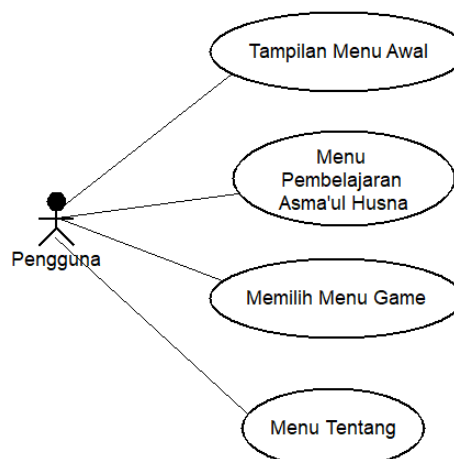 Tampilan Menu Awal
Menu
Pembelajaran
Asma'ul Husna
Pengguna
Memilih Menu Game
Menu Tentang